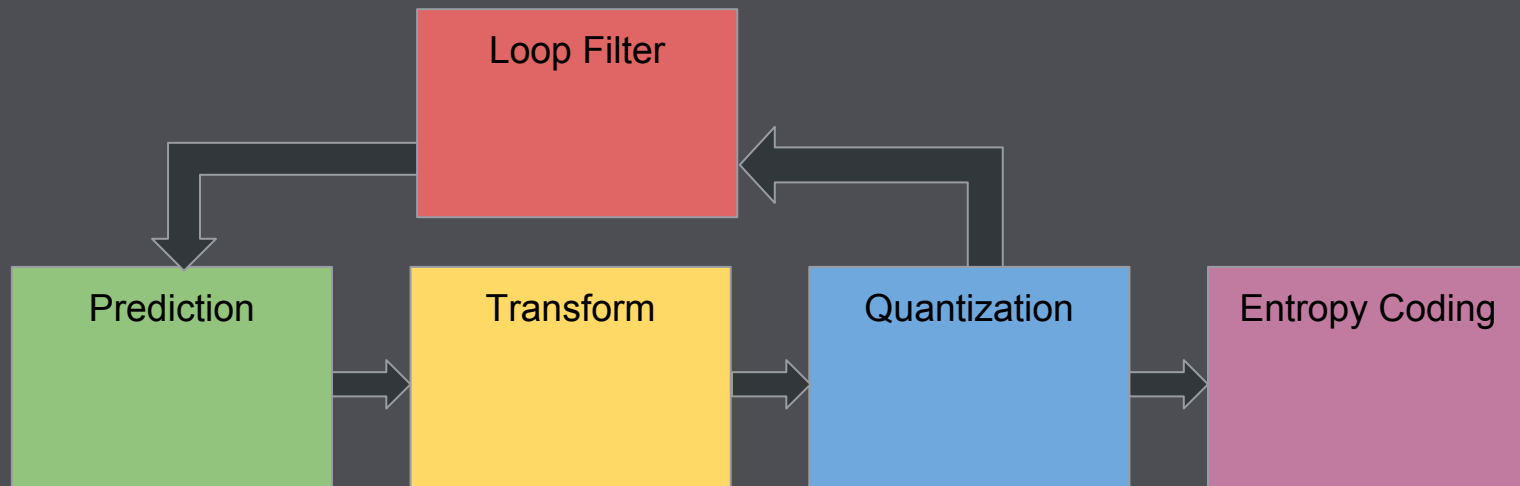 Loop Filter
Prediction
Transform
Quantization
Entropy Coding